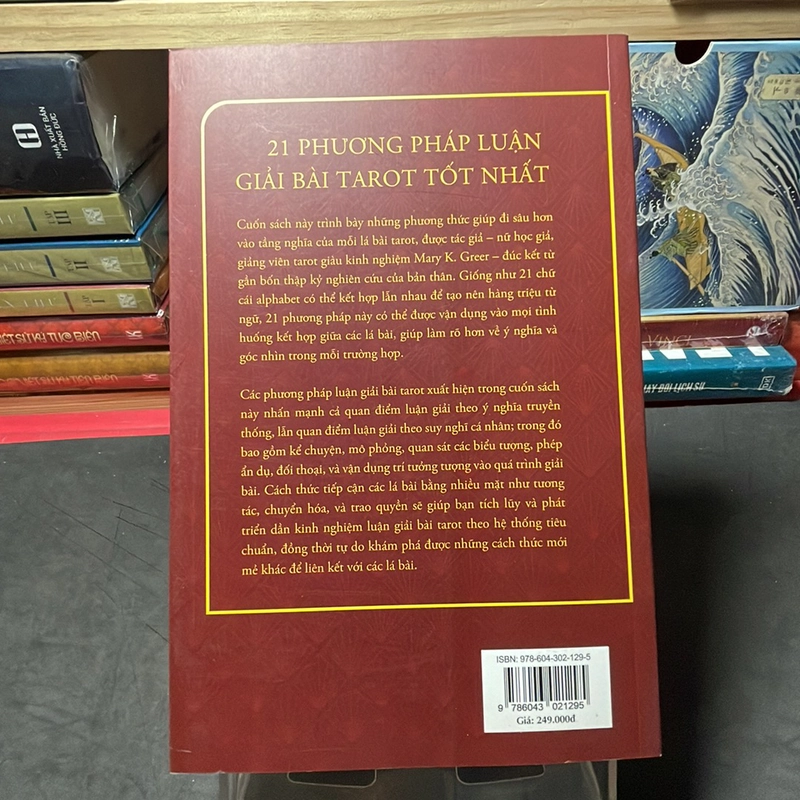 21 PHƯƠNG PHÁP LUẬN
GIẢI BÀI TAROT TỐT NHẤT
Cuốn sách này trình bày những phương thức giúp đi sâu hơn
vào tầng nghĩa của mỗi lá bài tarot, được tác giả – nữ học giả,
giảng viên tarot giàu kinh nghiệm Mary K. Greer – đúc kết từ
gần bốn thập kỷ nghiên cứu của bản thân. Giống như 21 chữ
cái alphabet có thể kết hợp lẫn nhau để tạo nên hàng triệu từ
ngữ, 21 phương pháp này có thể được vận dụng vào mọi tình
huống kết hợp giữa các lá bài, giúp làm rõ hơn về ý nghĩa và
góc nhìn trong mỗi trường hợp.
Các phương pháp luận giải bài tarot xuất hiện trong cuốn sách
này nhấn mạnh cả quan điểm luận giải theo ý nghĩa truyền
thống, lẫn quan điểm luận giải theo suy nghĩ cá nhân; trong đó
bao gồm kể chuyện, mô phỏng, quan sát các biểu tượng, phép
ẩn dụ, đối thoại, và vận dụng trí tưởng tượng vào quá trình giải
bài. Cách thức tiếp cận các lá bài bằng nhiều mặt như tương
tác, chuyển hóa, và trao quyền sẽ giúp bạn tích lũy và phát
triển dần kinh nghiệm luận giải bài tarot theo hệ thống tiêu
chuẩn, đồng thời tự do khám phá được những cách thức mới
mẻ khác để liên kết với các lá bài.
ISBN: 978-604-302-129-5
9 786043 021295
Giá: 249.000đ
NHÀ XUẤT BẢN
HỒNG ĐỨC
TẬP III
TẬP II
TẬP I
VINCI